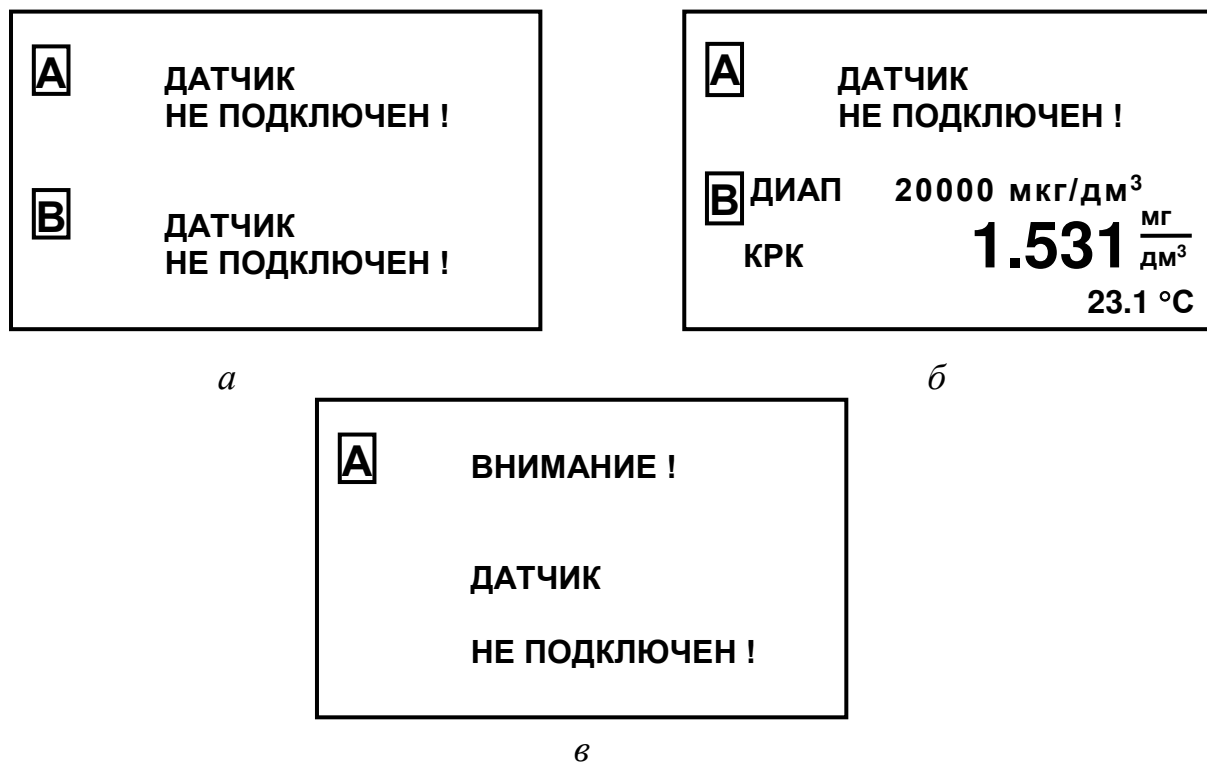 A
ДАТЧИК
НЕ ПОДКЛЮЧЕН !
B
ДАТЧИК
НЕ ПОДКЛЮЧЕН !
а
A
ДАТЧИК
НЕ ПОДКЛЮЧЕН !
B ДИАП 20000 мкг/дм³
КРК 1.531 мг/дм³
23.1 °C
б
A
ВНИМАНИЕ !
ДАТЧИК
НЕ ПОДКЛЮЧЕН !
в